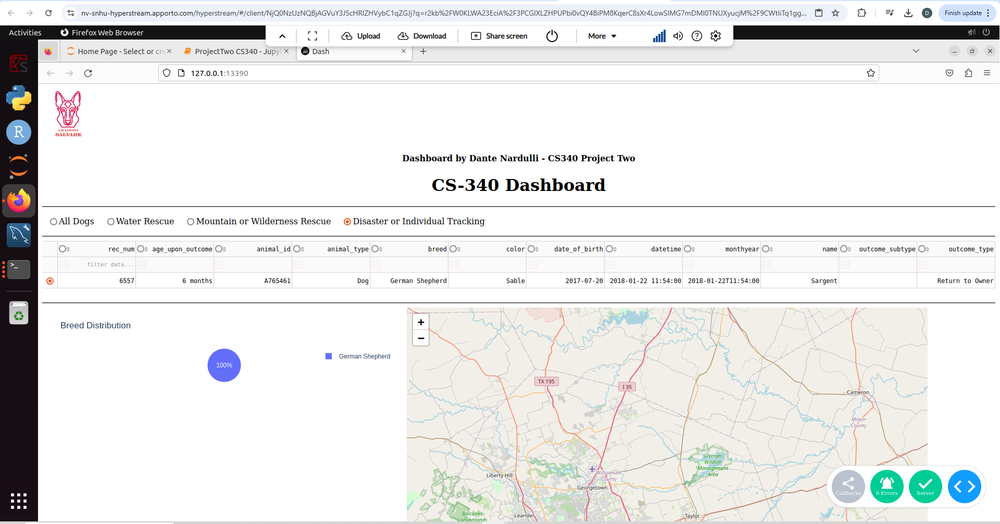 nv-snhu-hyperstream.apporto.com/hyperstream/#/client/NjQ0NzUzNQBjAGVuY3J5cHRlZHVybC1qZGJj?q=r2kb%2FW0KLWA23EciA%2F3PCGlXLZHPUPbi0vQY4BiPM8KqerC8sXr4LowSlMG7mDMl0TNUXyucjM%2F9CWtliTq1gg...
D
Finish update
Activities
Firefox Web Browser
Upload
Download
Share screen
More
Home Page - Select or cre
ProjectTwo CS340 - Jupyt
Dash
127.0.0.1:13390
GRAZIOSO
SALVARE
Dashboard by Dante Nardulli - CS340 Project Two
CS-340 Dashboard
All Dogs Water Rescue Mountain or Wilderness Rescue Disaster or Individual Tracking
rec_num age_upon_outcome animal_id animal_type breed color date_of_birth datetime monthyear name outcome_subtype outcome_type
filter data...
6557 6 months A765461 Dog German Shepherd Sable 2017-07-20 2018-01-22 11:54:00 2018-01-22T11:54:00 Sargent Return to Owner
Breed Distribution
100%
German Shepherd
+
−
TX 195
I 35
Cameron
Milam
County
Granger
Wildlife
Management
Area
Liberty Hill
Williamson
County
Georgetown
Balcones
Canyonlands
Leander
Taylor
Callbacks
0 Errors
Server